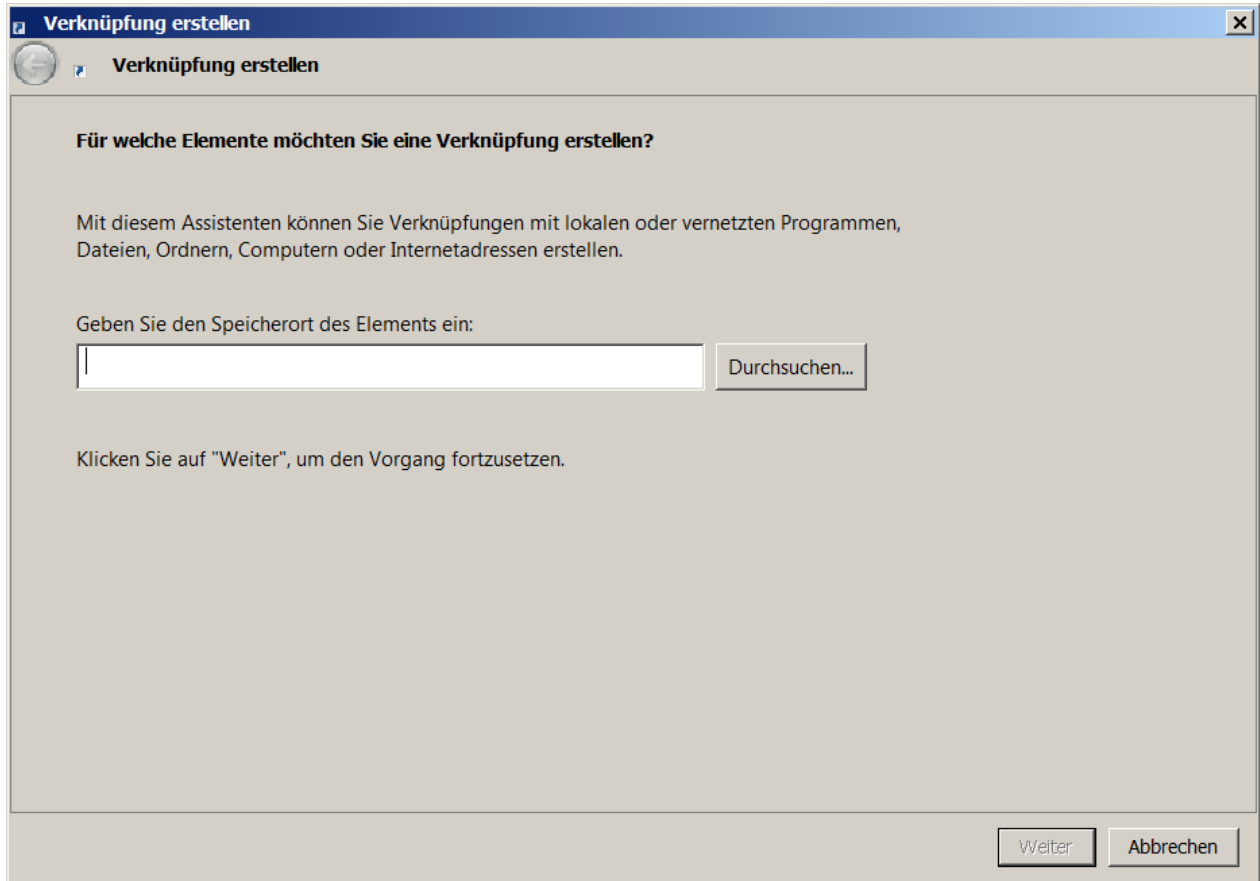 Verknüpfung erstellen
Verknüpfung erstellen
Für welche Elemente möchten Sie eine Verknüpfung erstellen?
Mit diesem Assistenten können Sie Verknüpfungen mit lokalen oder vernetzten Programmen,
Dateien, Ordnern, Computern oder Internetadressen erstellen.
Geben Sie den Speicherort des Elements ein:
Durchsuchen...
Klicken Sie auf "Weiter", um den Vorgang fortzusetzen.
Weiter Abbrechen